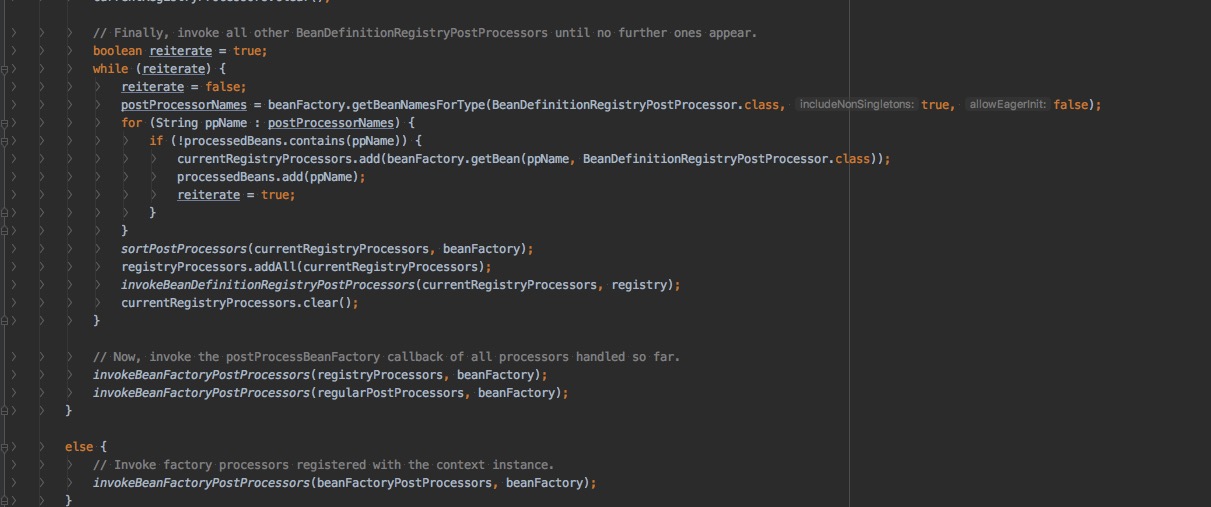 currentRegistryProcessors.clear();
// Finally, invoke all other BeanDefinitionRegistryPostProcessors until no further ones appear.
boolean reiterate = true;
while (reiterate) {
reiterate = false;
postProcessorNames = beanFactory.getBeanNamesForType(BeanDefinitionRegistryPostProcessor.class, includeNonSingletons: true, allowEagerInit: false);
for (String ppName : postProcessorNames) {
if (!processedBeans.contains(ppName)) {
currentRegistryProcessors.add(beanFactory.getBean(ppName, BeanDefinitionRegistryPostProcessor.class));
processedBeans.add(ppName);
reiterate = true;
}
}
sortPostProcessors(currentRegistryProcessors, beanFactory);
registryProcessors.addAll(currentRegistryProcessors);
invokeBeanDefinitionRegistryPostProcessors(currentRegistryProcessors, registry);
currentRegistryProcessors.clear();
}
// Now, invoke the postProcessBeanFactory callback of all processors handled so far.
invokeBeanFactoryPostProcessors(registryProcessors, beanFactory);
invokeBeanFactoryPostProcessors(regularPostProcessors, beanFactory);
}
else {
// Invoke factory processors registered with the context instance.
invokeBeanFactoryPostProcessors(beanFactoryPostProcessors, beanFactory);
}